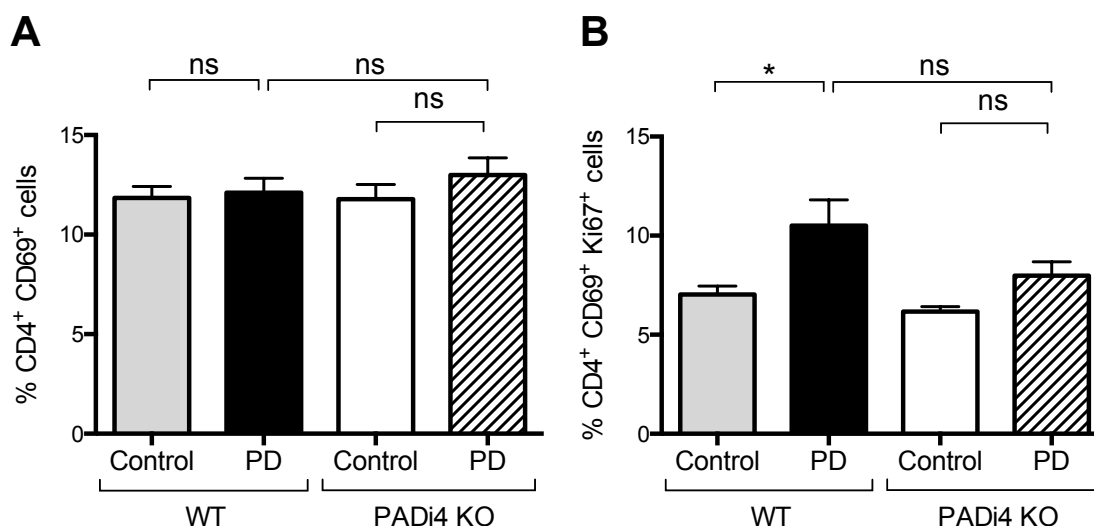 A
ns
ns
ns
% CD4⁺ CD69⁺ cells
15
10
5
0
Control
PD
Control
PD
WT
PADi4 KO
B
*
ns
ns
% CD4⁺ CD69⁺ Ki67⁺ cells
15
10
5
0
Control
PD
Control
PD
WT
PADi4 KO